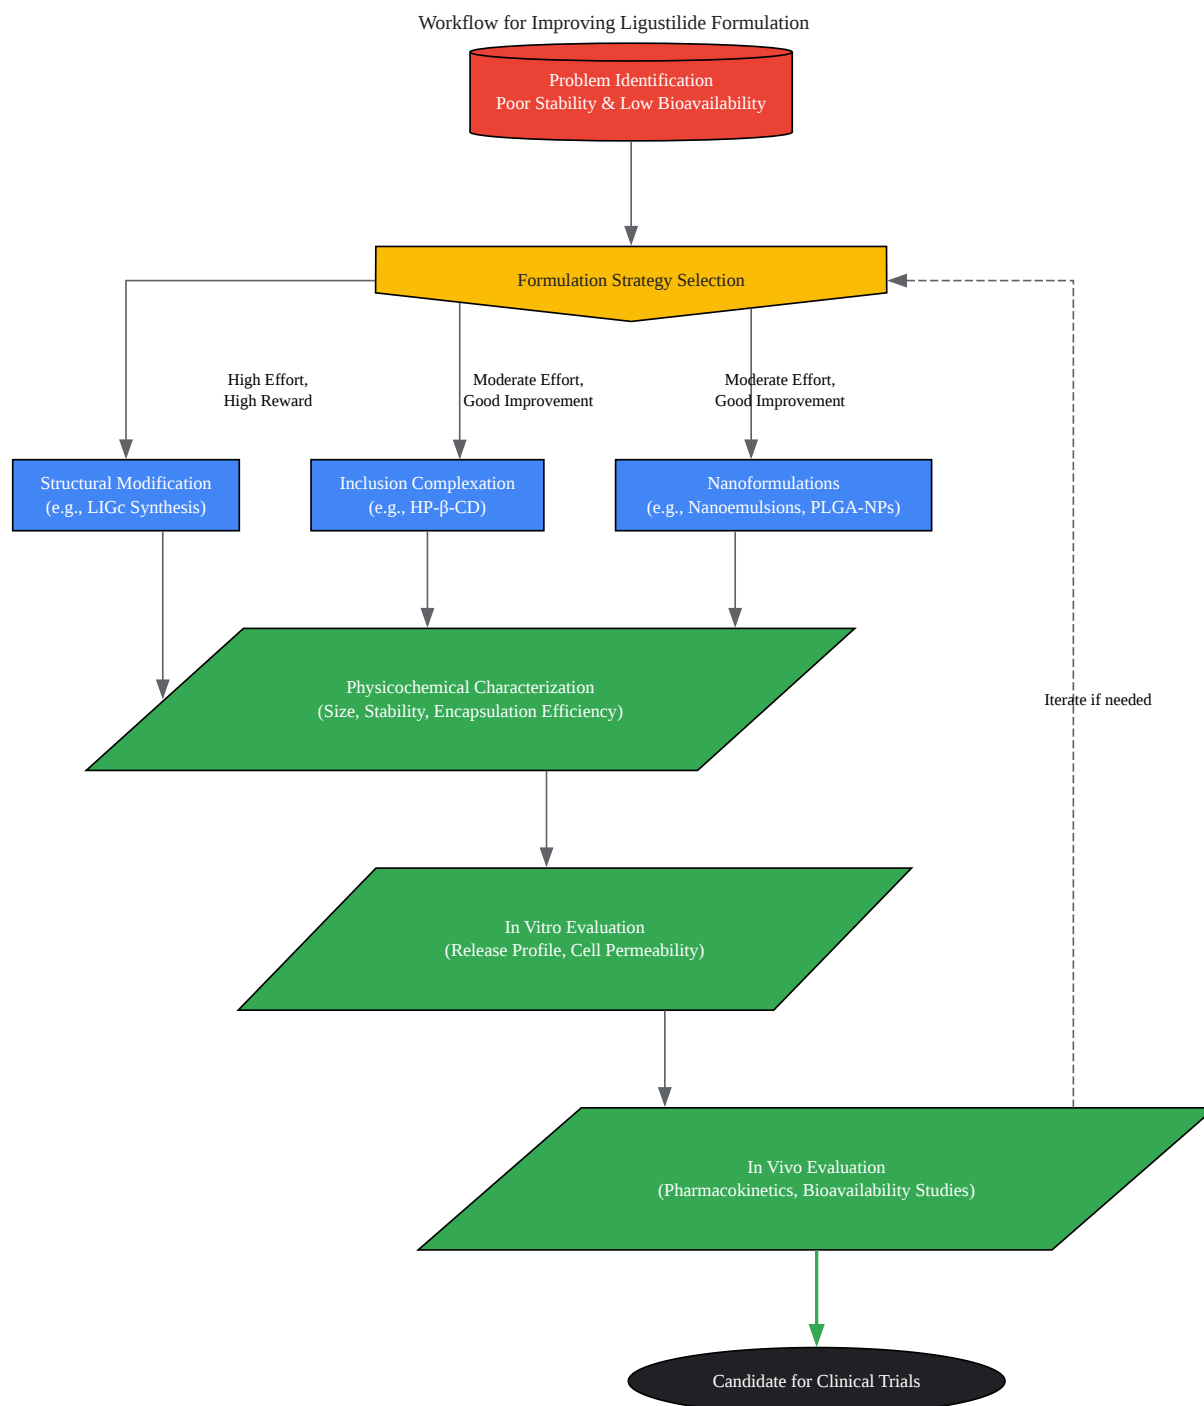 Workflow for Improving Ligustilide Formulation
Problem Identification
Poor Stability & Low Bioavailability
Formulation Strategy Selection
High Effort,
High Reward
Moderate Effort,
Good Improvement
Moderate Effort,
Good Improvement
Structural Modification
(e.g., LIGc Synthesis)
Inclusion Complexation
(e.g., HP-β-CD)
Nanoformulations
(e.g., Nanoemulsions, PLGA-NPs)
Physicochemical Characterization
(Size, Stability, Encapsulation Efficiency)
Iterate if needed
In Vitro Evaluation
(Release Profile, Cell Permeability)
In Vivo Evaluation
(Pharmacokinetics, Bioavailability Studies)
Candidate for Clinical Trials